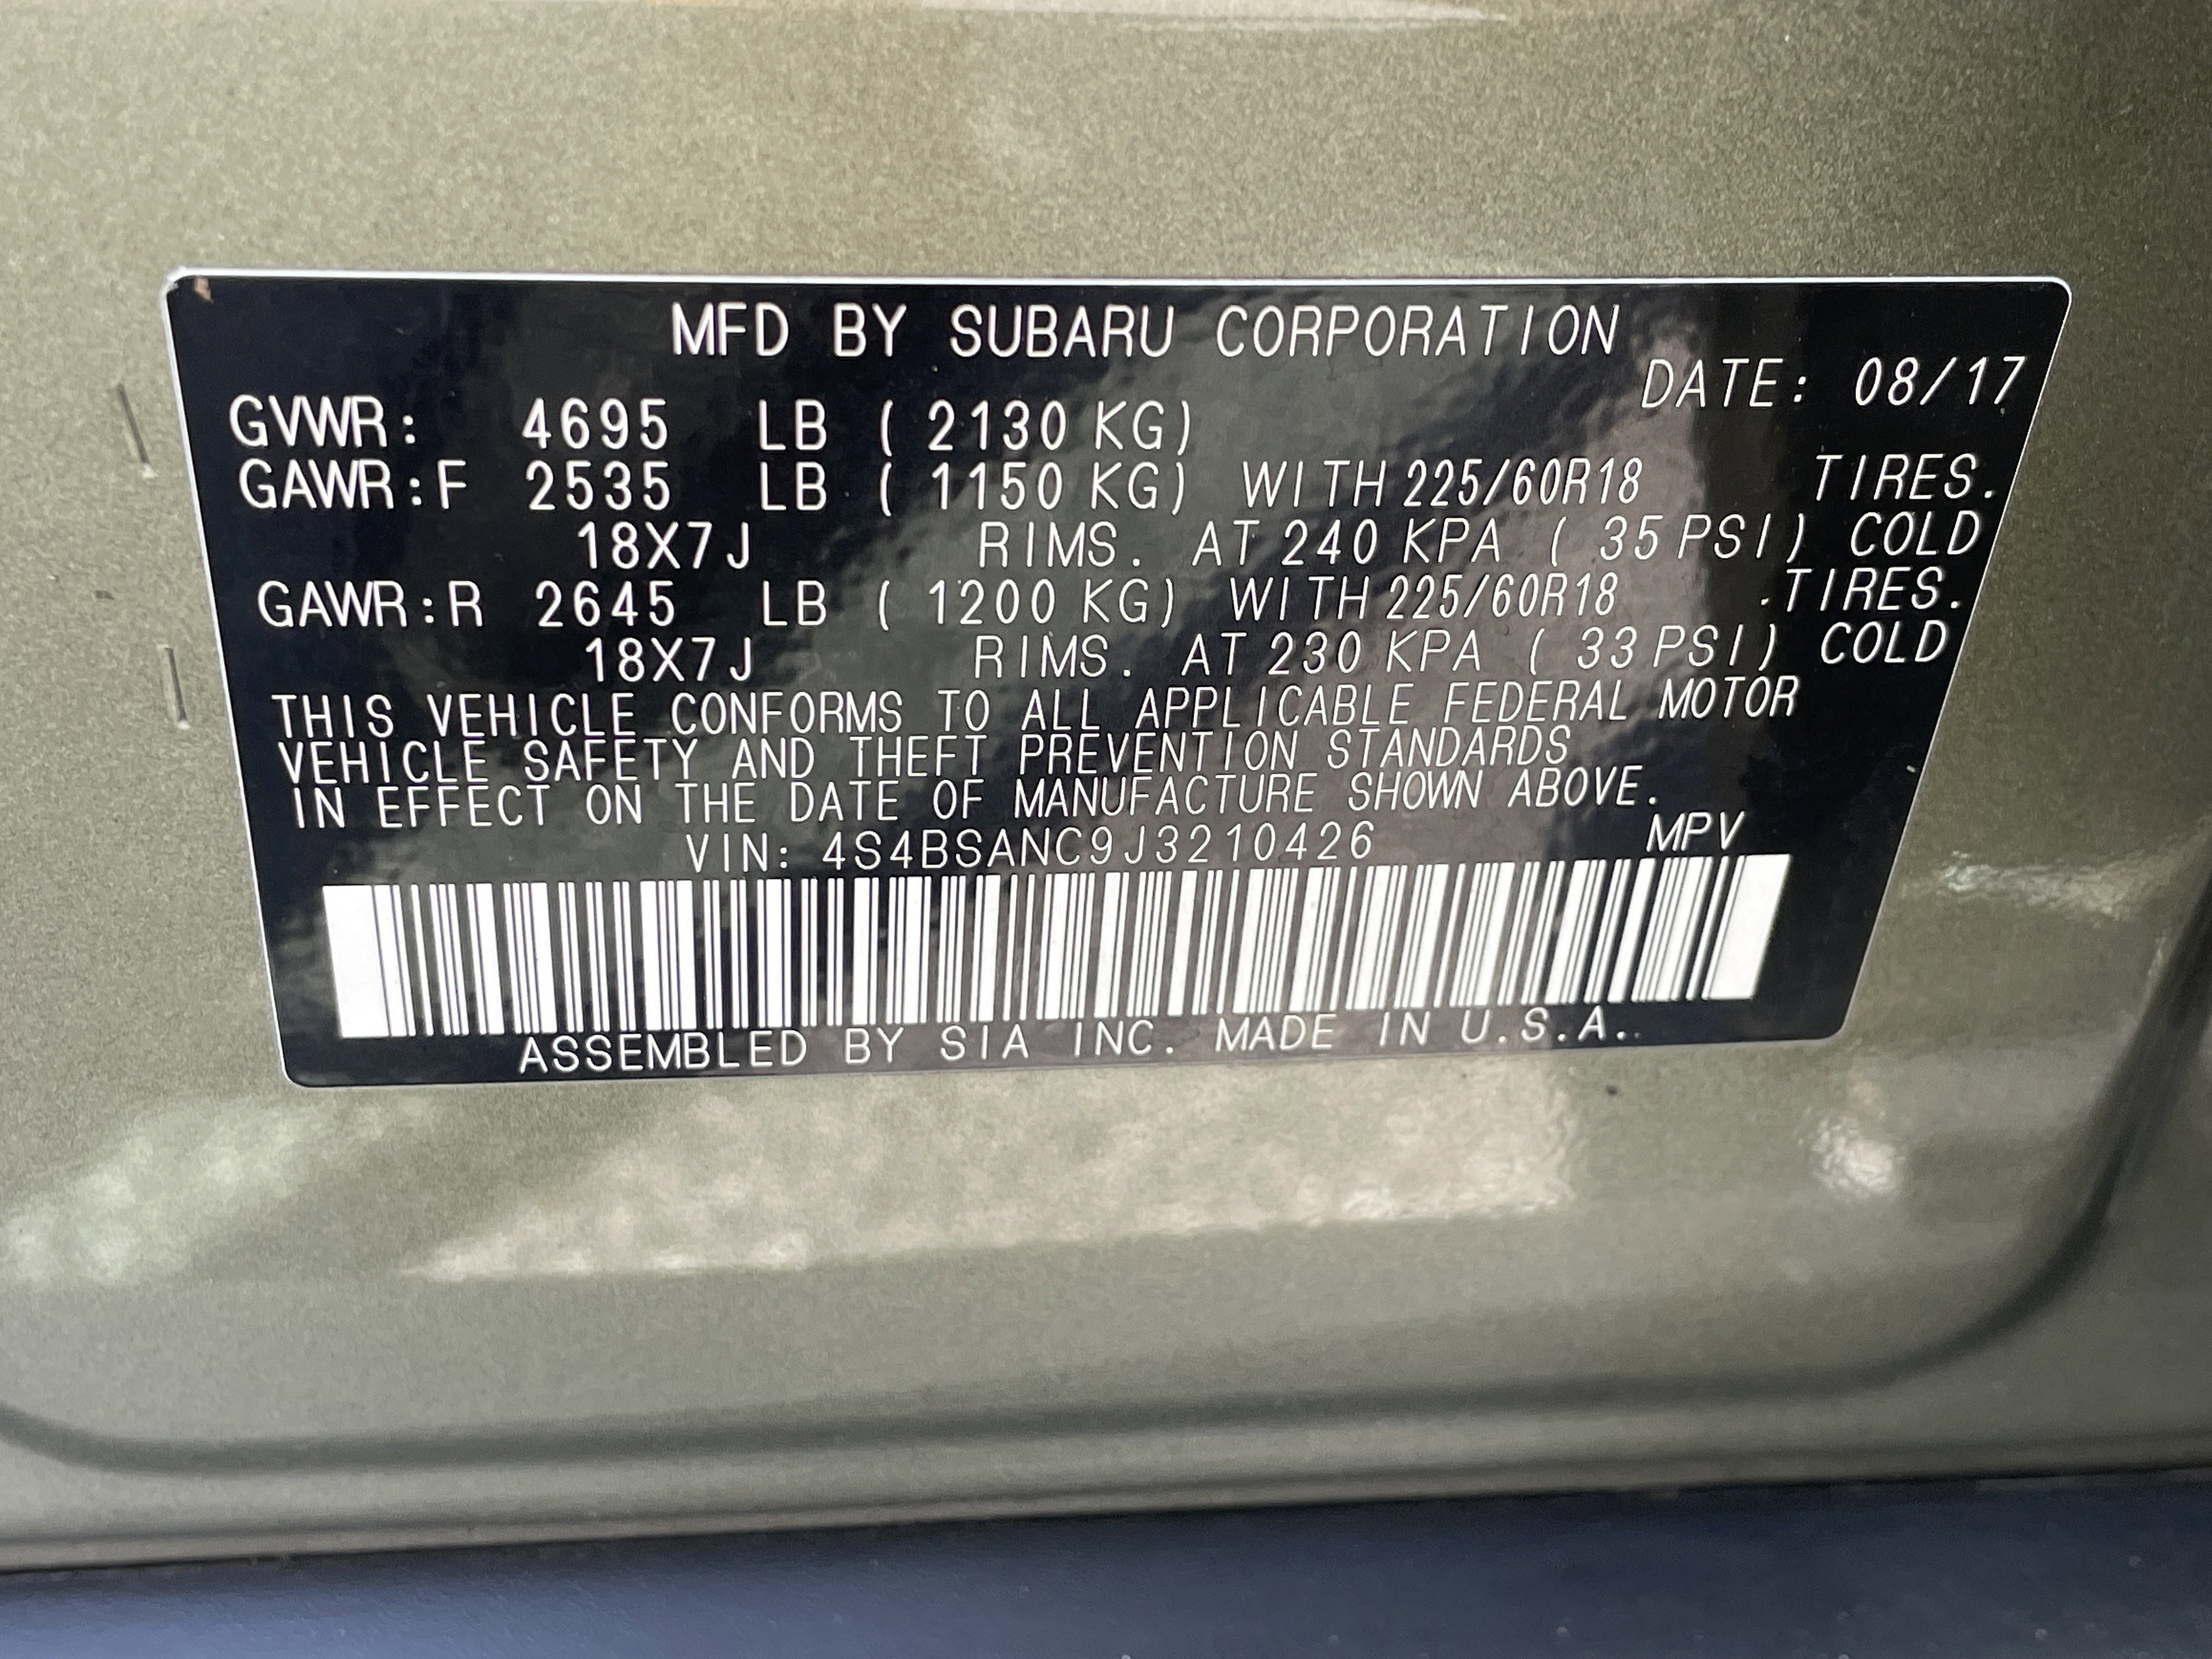 MFD BY SUBARU CORPORATION
DATE: 08/17
GVWR: 4695 LB ( 2130 KG)
GAWR:F 2535 LB ( 1150 KG) WITH 225/60R18 TIRES.
18X7J RIMS. AT 240 KPA ( 35 PSI) COLD
GAWR:R 2645 LB ( 1200 KG) WITH 225/60R18 TIRES.
18X7J RIMS. AT 230 KPA ( 33 PSI) COLD
THIS VEHICLE CONFORMS TO ALL APPLICABLE FEDERAL MOTOR
VEHICLE SAFETY AND THEFT PREVENTION STANDARDS
IN EFFECT ON THE DATE OF MANUFACTURE SHOWN ABOVE.
VIN: 4S4BSANC9J3210426 MPV
ASSEMBLED BY SIA INC. MADE IN U.S.A.